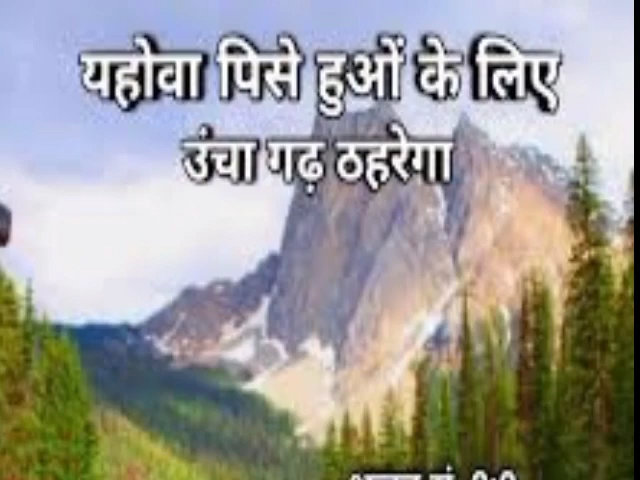 यहोवा पिसे हुओं के लिए
उंचा गढ़ ठहरेगा